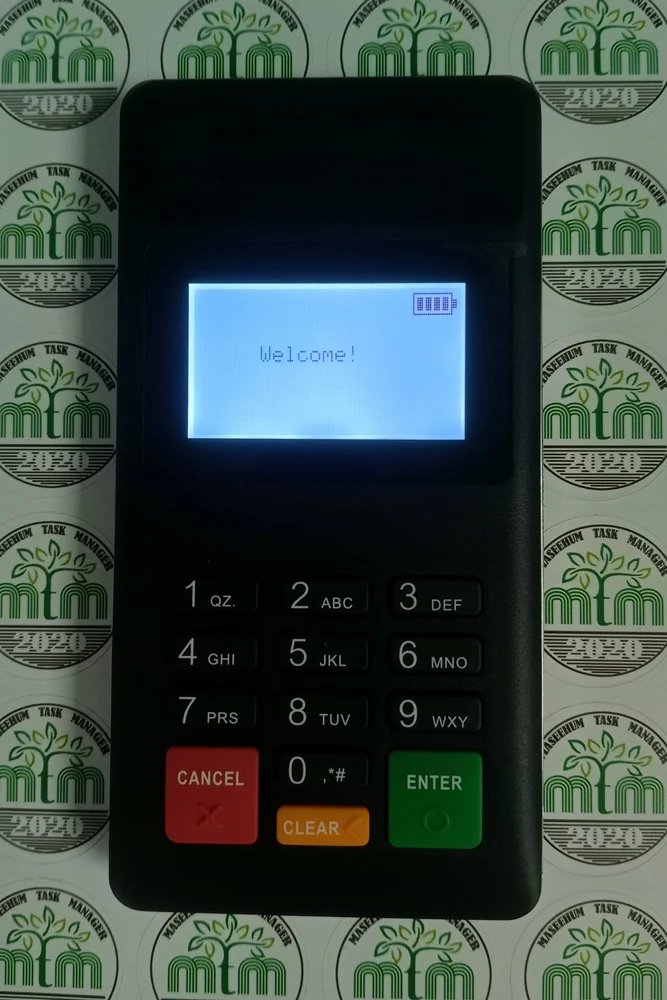 MASEEHUM TASK MANAGER
mtm
2020
Welcome!
1 QZ. 2 ABC 3 DEF
4 GHI 5 JKL 6 MNO
7 PRS 8 TUV 9 WXY
CANCEL 0 ,*# ENTER
CLEAR